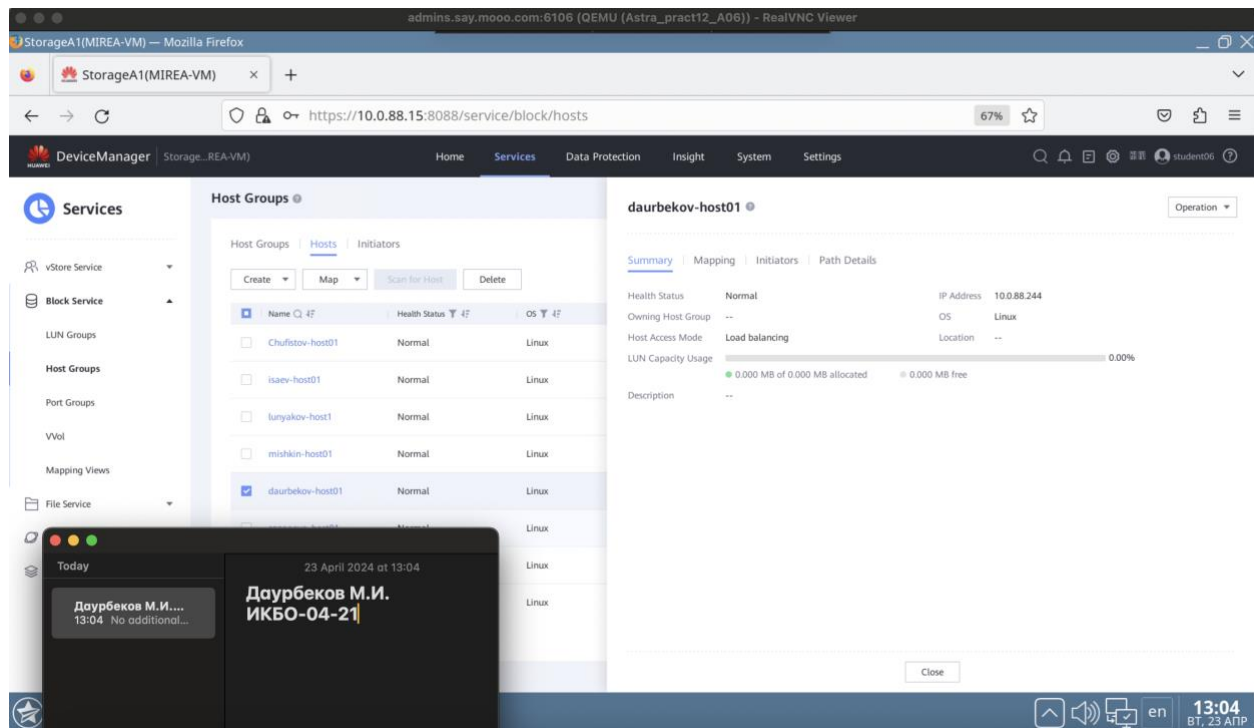 admins.say.mooo.com:6106 (QEMU (Astra_pract12_A06)) - RealVNC Viewer
StorageA1(MIREA-VM) — Mozilla Firefox
StorageA1(MIREA-VM)
https://10.0.88.15:8088/service/block/hosts
67%
HUAWEI
DeviceManager Storage...REA-VM)
Home Services Data Protection Insight System Settings
student06
Services
vStore Service
Block Service
LUN Groups
Host Groups
Port Groups
VVol
Mapping Views
File Service
Host Groups
Host Groups Hosts Initiators
Create Map Scan for Host Delete
Name Health Status OS
Chufistov-host01 Normal Linux
isaev-host01 Normal Linux
lunyakov-host1 Normal Linux
mishkin-host01 Normal Linux
daurbekov-host01 Normal Linux
Linux
Linux
Linux
daurbekov-host01
Operation
Summary Mapping Initiators Path Details
Health Status Normal IP Address 10.0.88.244
Owning Host Group -- OS Linux
Host Access Mode Load balancing Location --
LUN Capacity Usage 0.00%
0.000 MB of 0.000 MB allocated 0.000 MB free
Description --
Close
Today
Даурбеков М.И....
13:04 No additional...
23 April 2024 at 13:04
Даурбеков М.И.
ИКБО-04-21
en
13:04
ВТ, 23 АПР